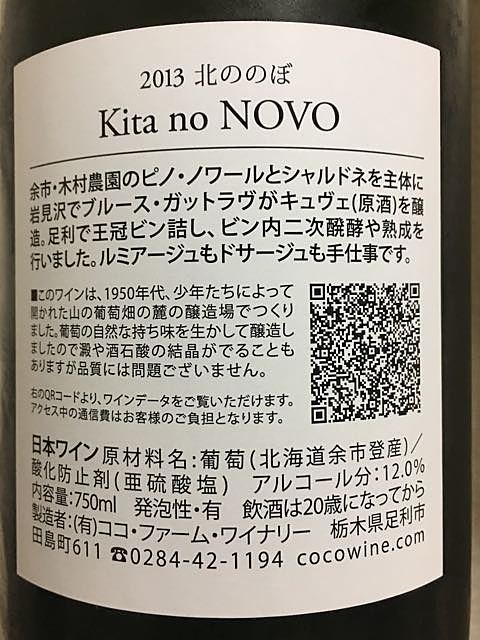 2013 北ののぼ
Kita no NOVO
余市・木村農園のピノ・ノワールとシャルドネを主体に
岩見沢でブルース・ガットラヴがキュヴェ(原酒)を醸
造。足利で王冠ビン詰し、ビン内二次醗酵や熟成を
行いました。ルミアージュもドサージュも手仕事です。
■このワインは、1950年代、少年たちによって
開かれた山の葡萄畑の麓の醸造場でつくり
ました。葡萄の自然な持ち味を生かして醸造し
ましたので澱や酒石酸の結晶がでることも
ありますが品質には問題ございません。
右のQRコードより、ワインデータをご覧いただけます。
アクセス中の通信費はお客様のご負担となります。
日本ワイン 原材料名:葡萄(北海道余市登産)/
酸化防止剤(亜硫酸塩) アルコール分:12.0%
内容量:750ml 発泡性・有 飲酒は20歳になってから
製造者:(有)ココ・ファーム・ワイナリー 栃木県足利市
田島町611 ☎0284-42-1194 cocowine.com